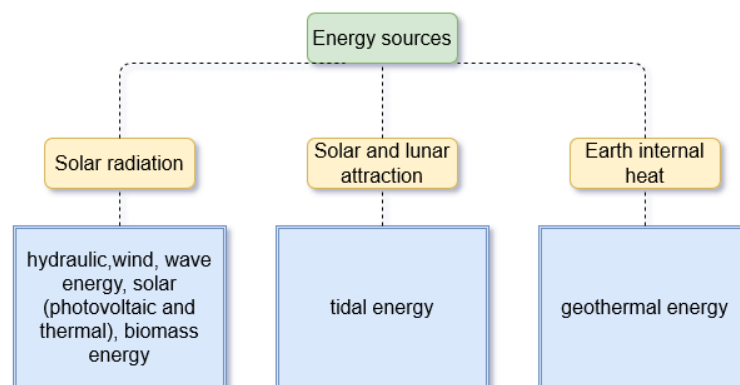 Energy sources
Solar radiation
Solar and lunar
attraction
Earth internal
heat
hydraulic,wind, wave
energy, solar
(photovoltaic and
thermal), biomass
energy
tidal energy
geothermal energy